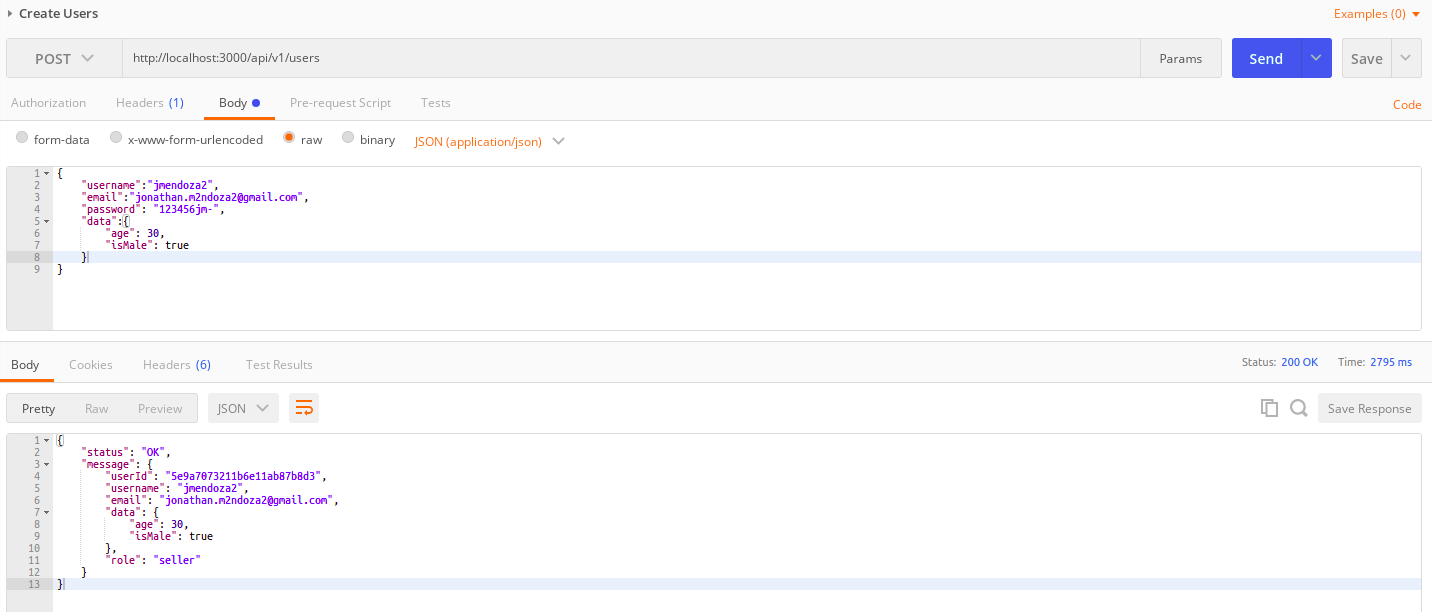 Create Users
Examples (0)
POST
http://localhost:3000/api/v1/users
Params
Send
Save
Authorization
Headers (1)
Body
Pre-request Script
Tests
Code
form-data
x-www-form-urlencoded
raw
binary
JSON (application/json)
1 {
2 "username":"jmendoza2",
3 "email":"jonathan.m2ndoza2@gmail.com",
4 "password": "123456jm-",
5 "data":{
6 "age": 30,
7 "isMale": true
8 }
9 }
Body
Cookies
Headers (6)
Test Results
Status: 200 OK
Time: 2795 ms
Pretty
Raw
Preview
JSON
Save Response
1 {
2 "status": "OK",
3 "message": {
4 "userId": "5e9a7073211b6e11ab87b8d3",
5 "username": "jmendoza2",
6 "email": "jonathan.m2ndoza2@gmail.com",
7 "data": {
8 "age": 30,
9 "isMale": true
10 },
11 "role": "seller"
12 }
13 }